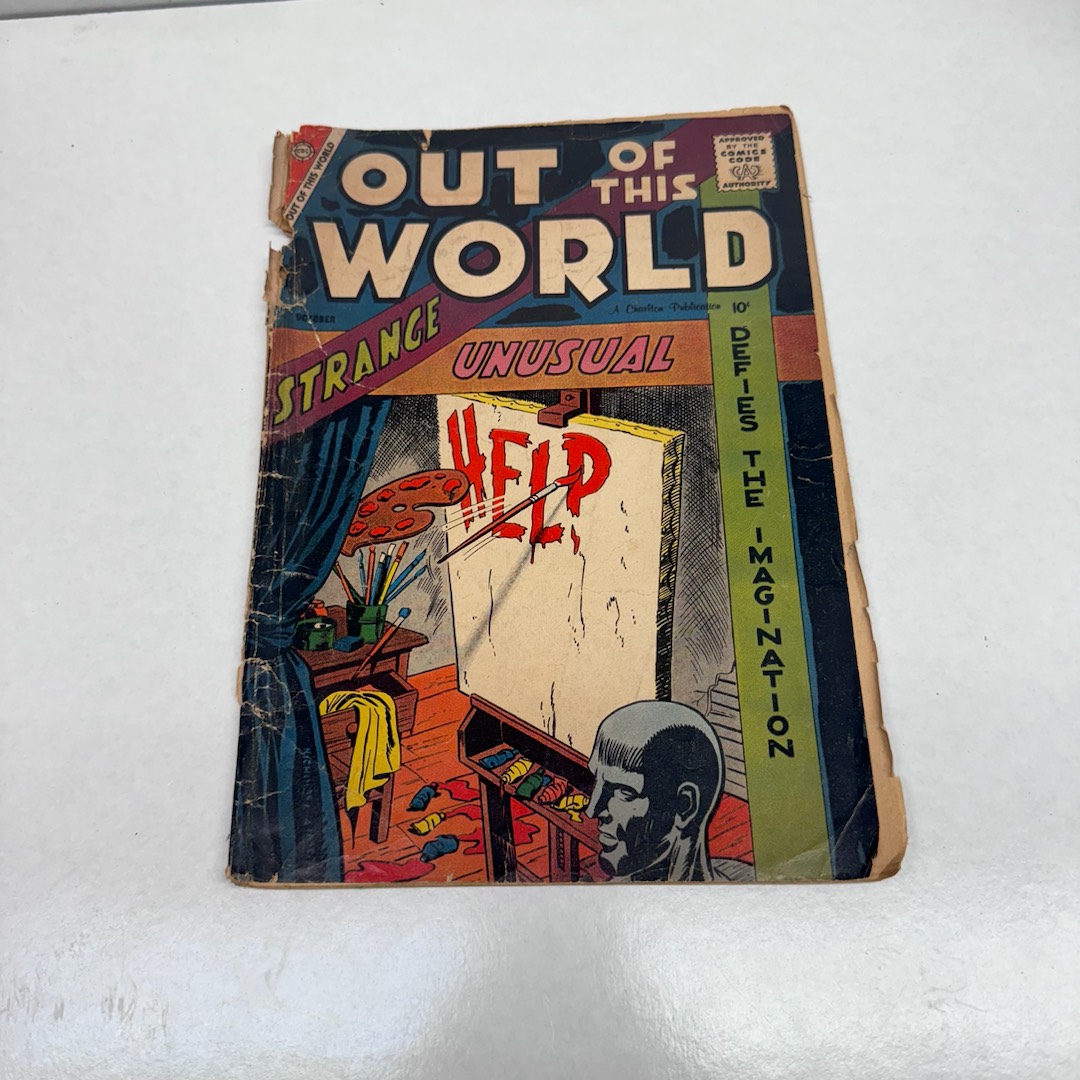 OUT OF THIS WORLD
OUT OF THIS
WORLD
APPROVED
BY THE
COMICS
CODE
AUTHORITY
OCTOBER
A Charlton Publication 10¢
STRANGE
UNUSUAL
DEFIES THE IMAGINATION
HELP